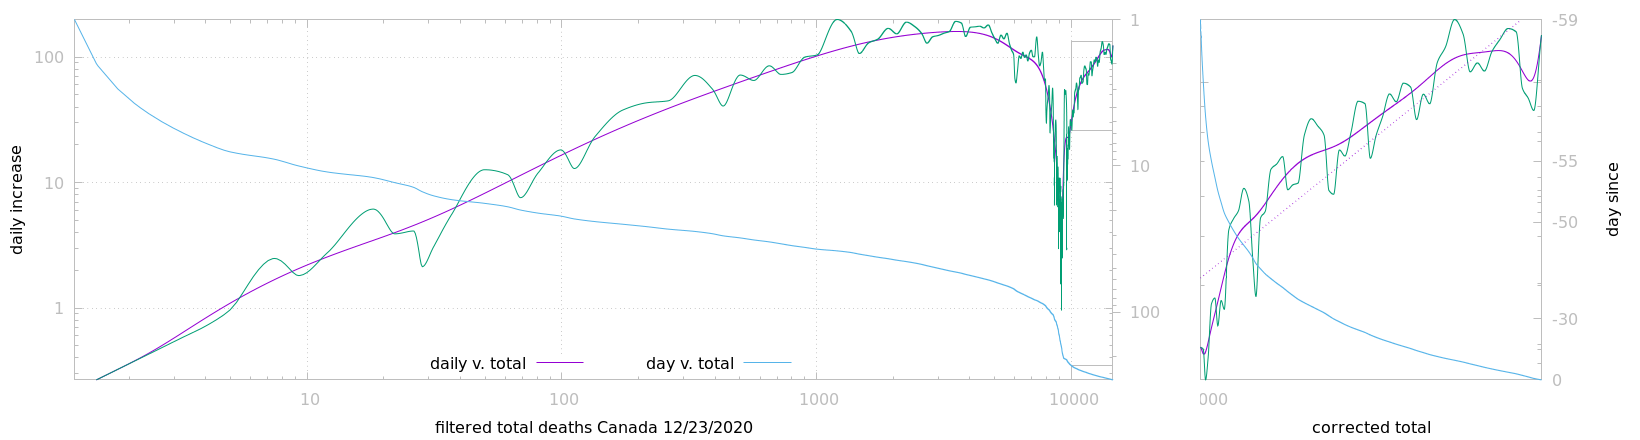 daily increase
100
10
1
daily v. total
day v. total
10
100
1000
10000
1
10
100
filtered total deaths Canada 12/23/2020
-59
-55
-50
-30
0
day since
000
corrected total